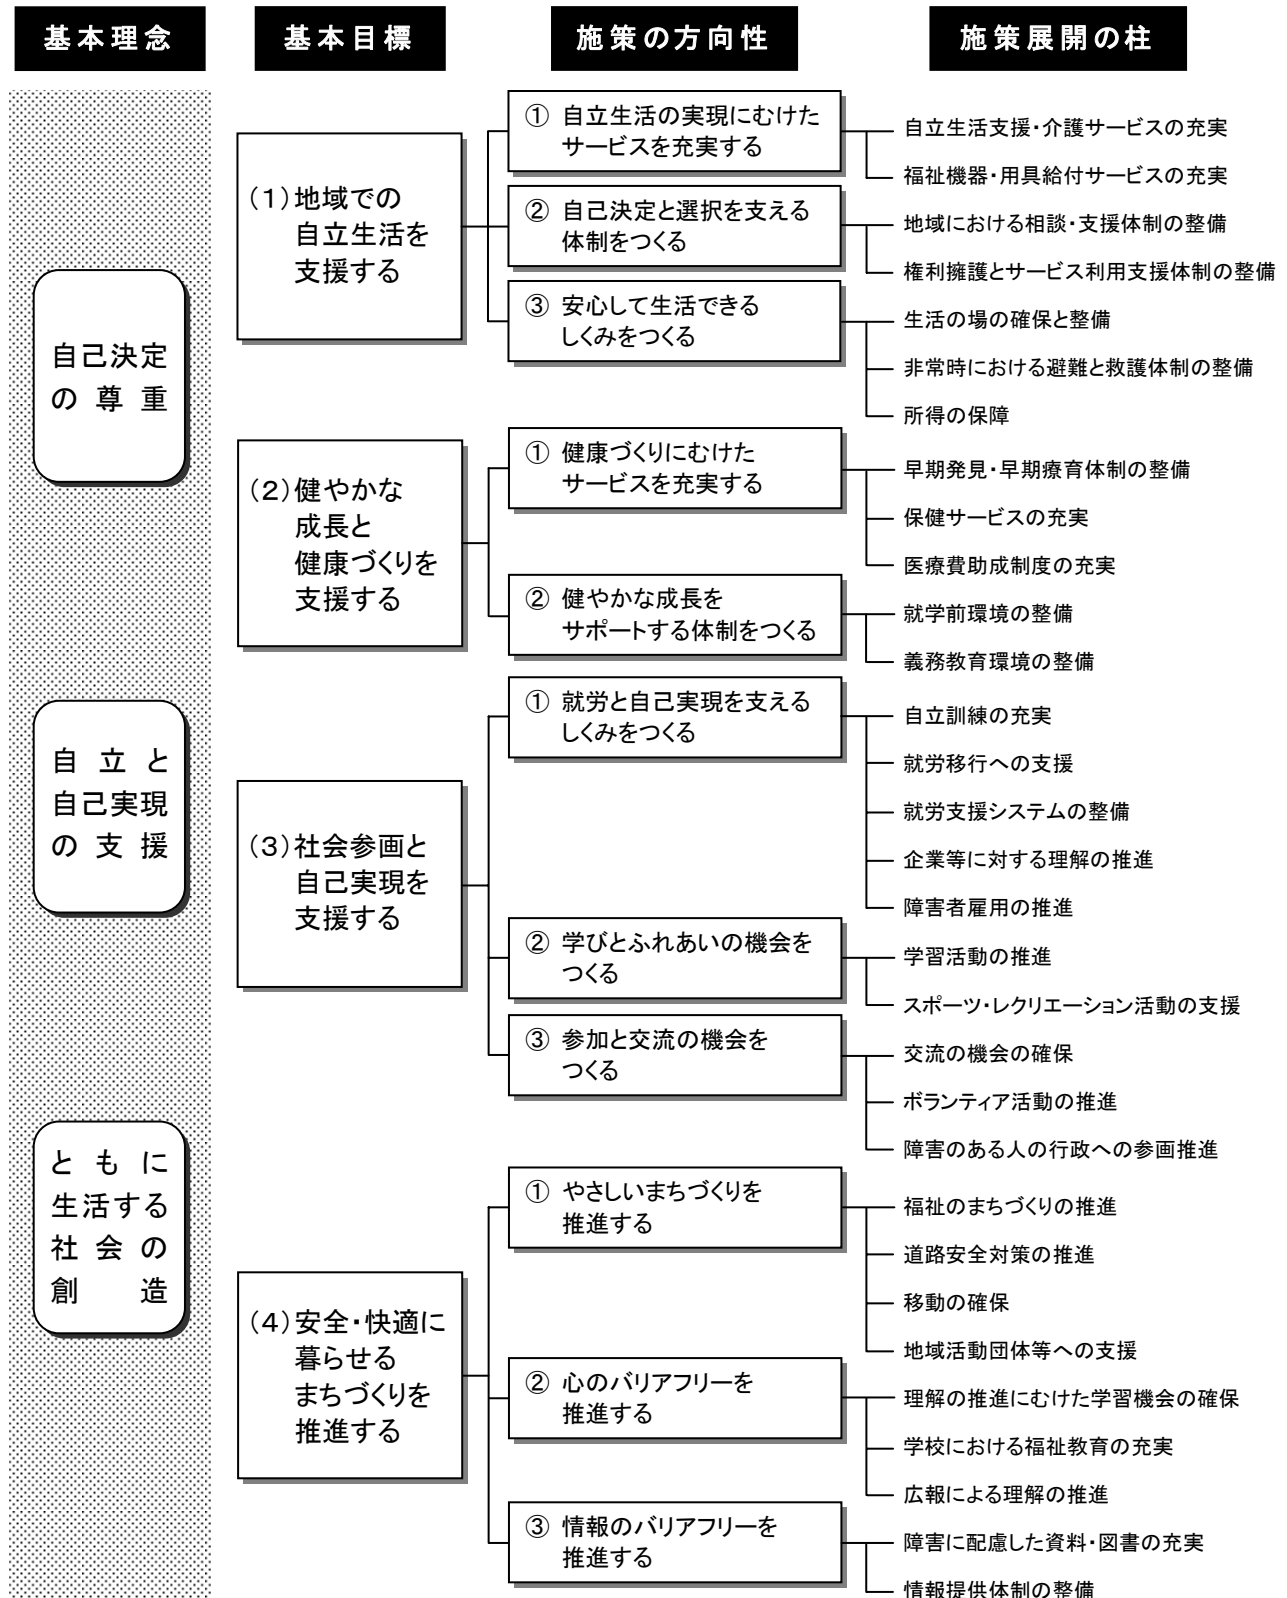 基本理念
基本目標
施策の方向性
施策展開の柱
自己決定
の尊重
自立と
自己実現
の支援
ともに
生活する
社会の
創造
（１）地域での
自立生活を
支援する
① 自立生活の実現にむけた
サービスを充実する
自立生活支援・介護サービスの充実
福祉機器・用具給付サービスの充実
② 自己決定と選択を支える
体制をつくる
地域における相談・支援体制の整備
権利擁護とサービス利用支援体制の整備
③ 安心して生活できる
しくみをつくる
生活の場の確保と整備
非常時における避難と救護体制の整備
所得の保障
（２）健やかな
成長と
健康づくりを
支援する
① 健康づくりにむけた
サービスを充実する
早期発見・早期療育体制の整備
保健サービスの充実
医療費助成制度の充実
② 健やかな成長を
サポートする体制をつくる
就学前環境の整備
義務教育環境の整備
（３）社会参画と
自己実現を
支援する
① 就労と自己実現を支える
しくみをつくる
自立訓練の充実
就労移行への支援
就労支援システムの整備
企業等に対する理解の推進
障害者雇用の推進
② 学びとふれあいの機会を
つくる
学習活動の推進
スポーツ・レクリエーション活動の支援
③ 参加と交流の機会を
つくる
交流の機会の確保
ボランティア活動の推進
障害のある人の行政への参画推進
（４）安全・快適に
暮らせる
まちづくりを
推進する
① やさしいまちづくりを
推進する
福祉のまちづくりの推進
道路安全対策の推進
移動の確保
地域活動団体等への支援
② 心のバリアフリーを
推進する
理解の推進にむけた学習機会の確保
学校における福祉教育の充実
広報による理解の推進
③ 情報のバリアフリーを
推進する
障害に配慮した資料・図書の充実
情報提供体制の整備